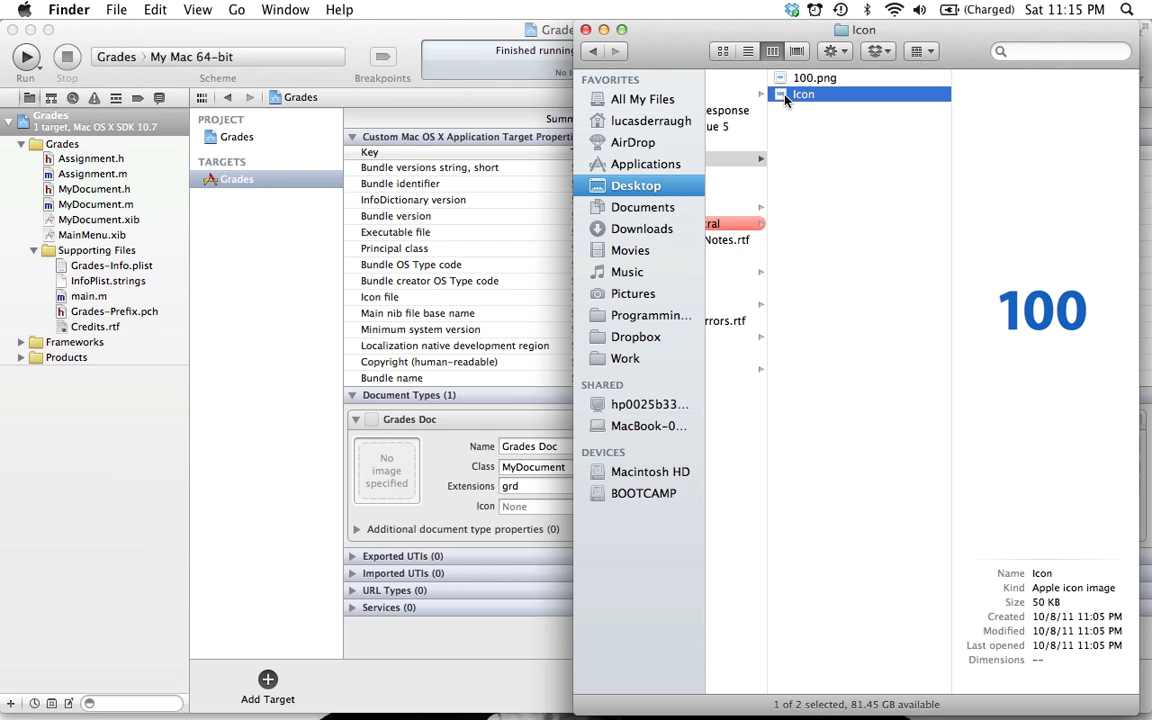 Finder File Edit View Go Window Help (Charged) Sat 11:15 PM
Grade
Icon
Grades My Mac 64-bit
Finished running
No I
Run Stop Scheme Breakpoints
Grades
Grades
1 target, Mac OS X SDK 10.7
Grades
Assignment.h
Assignment.m
MyDocument.h
MyDocument.m
MyDocument.xib
MainMenu.xib
Supporting Files
Grades-Info.plist
InfoPlist.strings
main.m
Grades-Prefix.pch
Credits.rtf
Frameworks
Products
PROJECT
Grades
TARGETS
Grades
Add Target
Summ
Custom Mac OS X Application Target Properti
Key
Bundle versions string, short
Bundle identifier
InfoDictionary version
Bundle version
Executable file
Principal class
Bundle OS Type code
Bundle creator OS Type code
Icon file
Main nib file base name
Minimum system version
Localization native development region
Copyright (human-readable)
Bundle name
Document Types (1)
Grades Doc
No
image
specified
Name Grades Doc
Class MyDocument
Extensions grd
Icon None
Additional document type properties (0)
Exported UTIs (0)
Imported UTIs (0)
URL Types (0)
Services (0)
FAVORITES
All My Files
lucasderraugh
AirDrop
Applications
Desktop
Documents
Downloads
Movies
Music
Pictures
Programmin...
Dropbox
Work
SHARED
hp0025b33...
MacBook-0...
DEVICES
Macintosh HD
BOOTCAMP
esponse
ue 5
ral
Notes.rtf
rrors.rtf
100.png
Icon
100
Name Icon
Kind Apple icon image
Size 50 KB
Created 10/8/11 11:05 PM
Modified 10/8/11 11:05 PM
Last opened 10/8/11 11:05 PM
Dimensions --
1 of 2 selected, 81.45 GB available